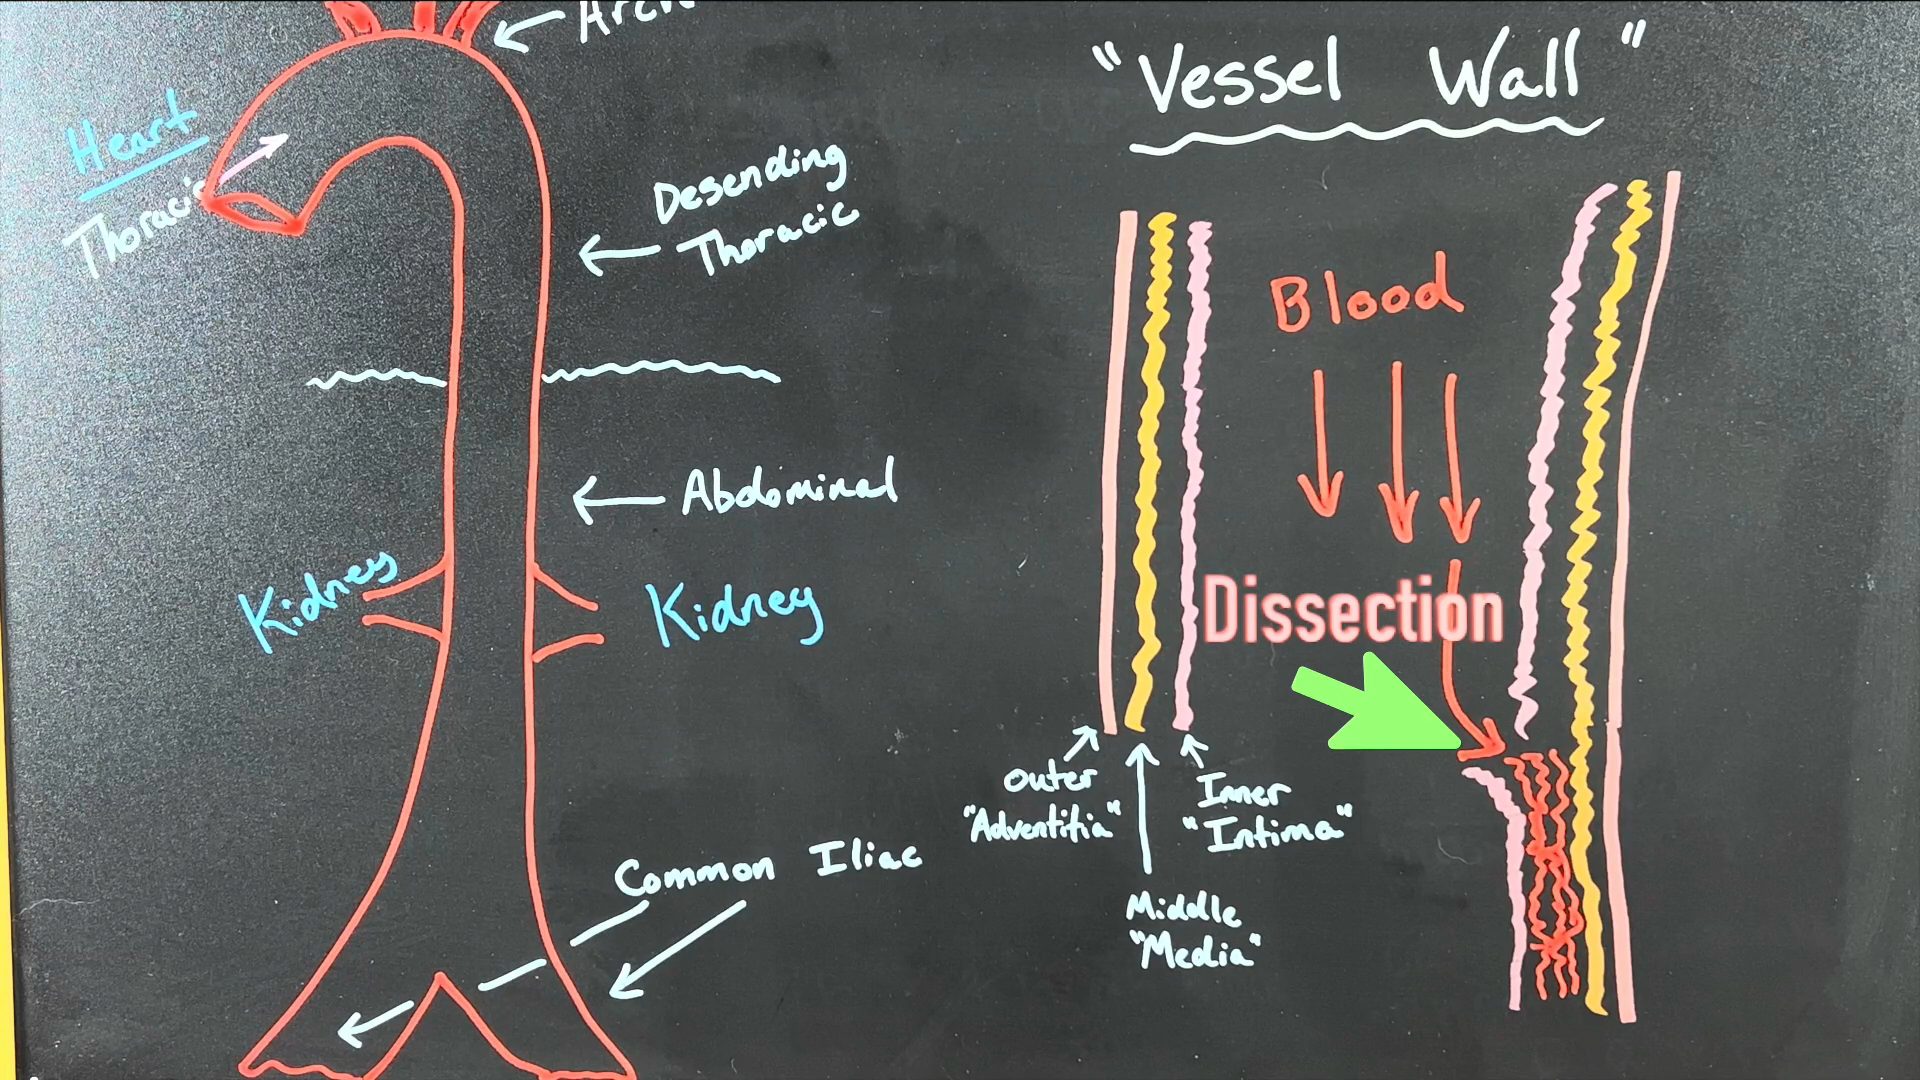 Arch
"Vessel Wall"
Heart
Thoracic
Desending
Thoracic
Blood
Abdominal
Kidney
Kidney
Dissection
Outer
"Adventitia"
Inner
"Intima"
Middle
"Media"
Common Iliac